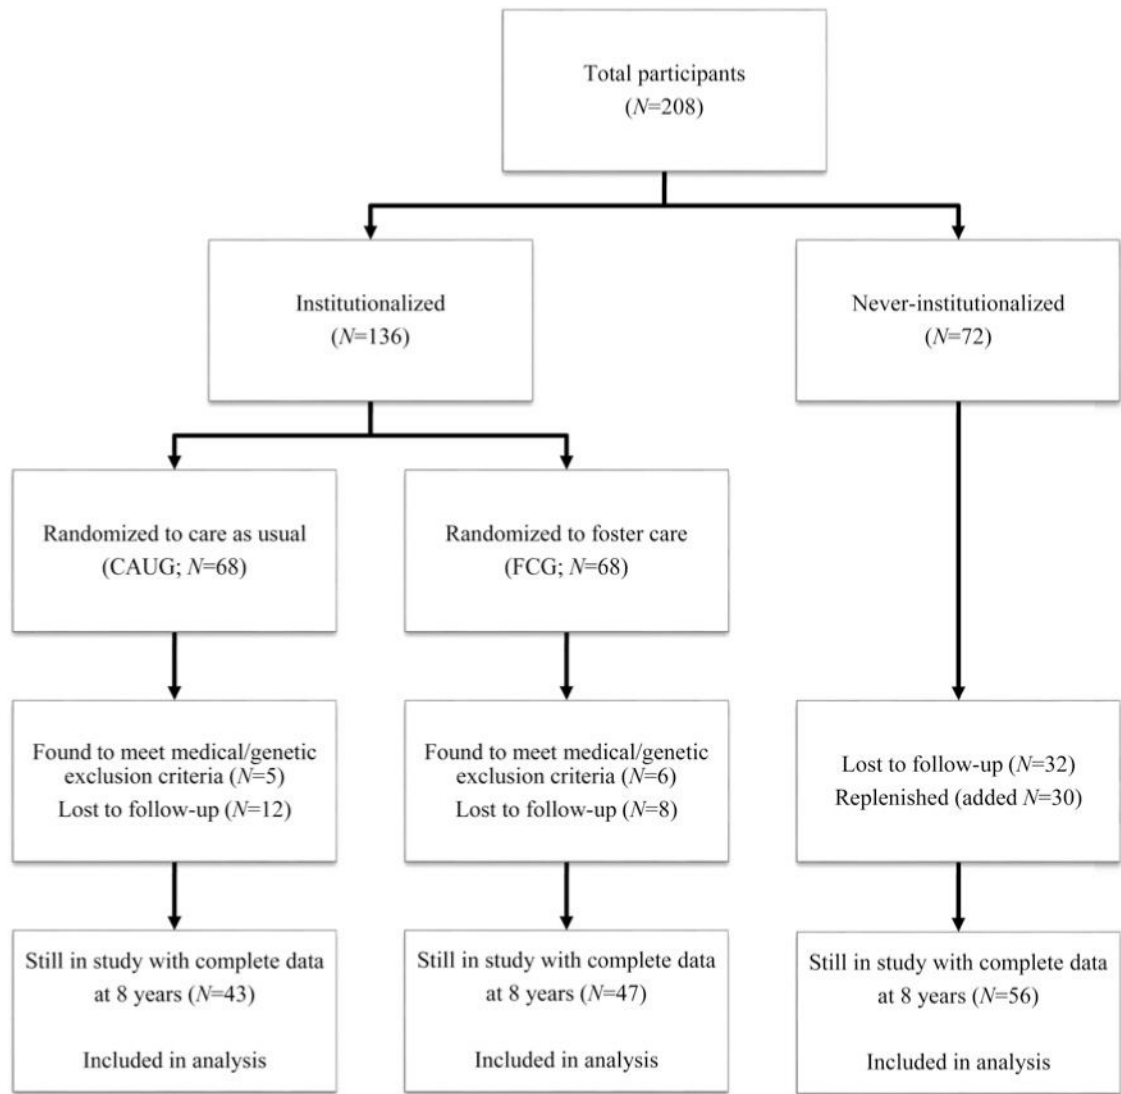 Total participants
(N=208)
Institutionalized
(N=136)
Never-institutionalized
(N=72)
Randomized to care as usual
(CAUG; N=68)
Randomized to foster care
(FCG; N=68)
Found to meet medical/genetic
exclusion criteria (N=5)
Lost to follow-up (N=12)
Found to meet medical/genetic
exclusion criteria (N=6)
Lost to follow-up (N=8)
Lost to follow-up (N=32)
Replenished (added N=30)
Still in study with complete data
at 8 years (N=43)
Included in analysis
Still in study with complete data
at 8 years (N=47)
Included in analysis
Still in study with complete data
at 8 years (N=56)
Included in analysis